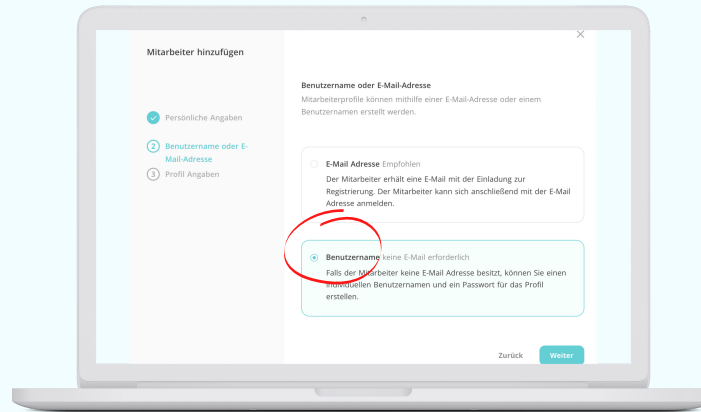 Mitarbeiter hinzufügen
Persönliche Angaben
2 Benutzername oder E-
Mail-Adresse
3 Profil Angaben
Benutzername oder E-Mail-Adresse
Mitarbeiterprofile können mithilfe einer E-Mail-Adresse oder einem
Benutzernamen erstellt werden.
E-Mail Adresse Empfohlen
Der Mitarbeiter erhält eine E-Mail mit der Einladung zur
Registrierung. Der Mitarbeiter kann sich anschließend mit der E-Mail
Adresse anmelden.
Benutzername keine E-Mail erforderlich
Falls der Mitarbeiter keine E-Mail Adresse besitzt, können Sie einen
individuellen Benutzernamen und ein Passwort für das Profil
erstellen.
Zurück
Weiter